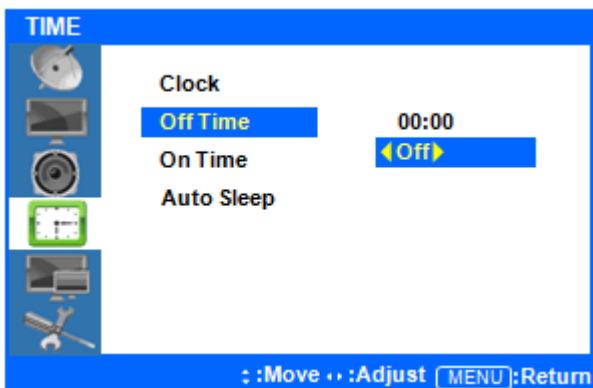 TIME
Clock
Off Time 00:00
Off
On Time
Auto Sleep
:Move :Adjust MENU:Return